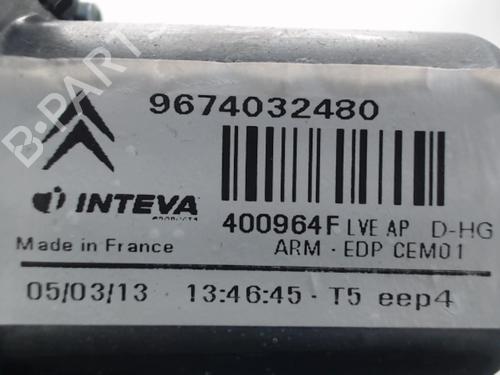 B-PARTS
9674032480
INTEVA
PRODUCTS
400964F LVE AP D-HG
Made in France
ARM - EDP CEM01
05/03/13 - 13:46:45 - T5 eep4